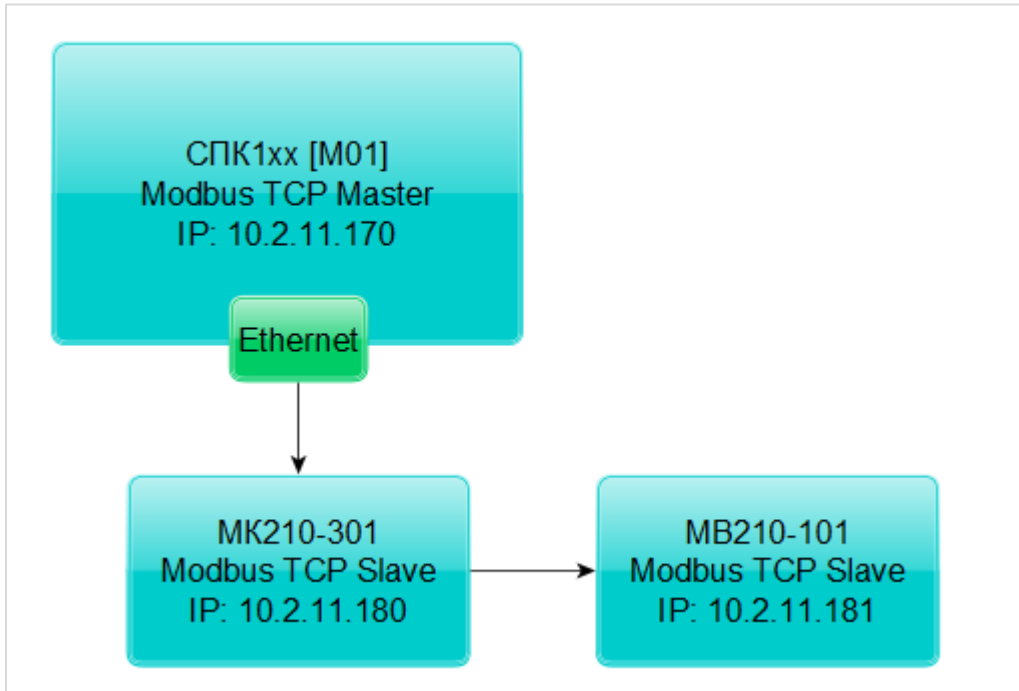 СПК1хх [M01]
Modbus TCP Master
IP: 10.2.11.170
Ethernet
МК210-301
Modbus TCP Slave
IP: 10.2.11.180
МВ210-101
Modbus TCP Slave
IP: 10.2.11.181